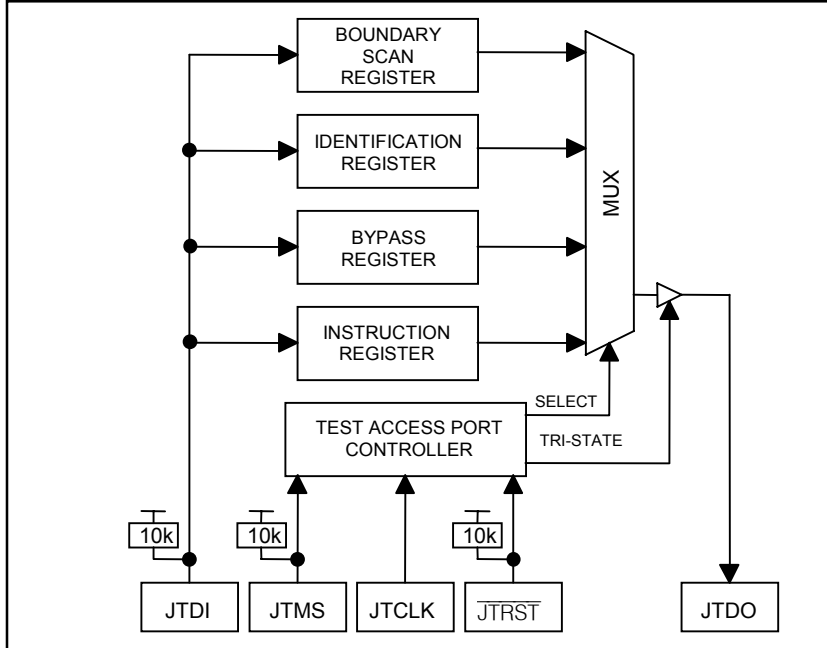 BOUNDARY
SCAN
REGISTER
IDENTIFICATION
REGISTER
BYPASS
REGISTER
INSTRUCTION
REGISTER
MUX
SELECT
TEST ACCESS PORT
CONTROLLER
TRI-STATE
10k
10k
10k
JTDI
JTMS
JTCLK
JTRST
JTDO